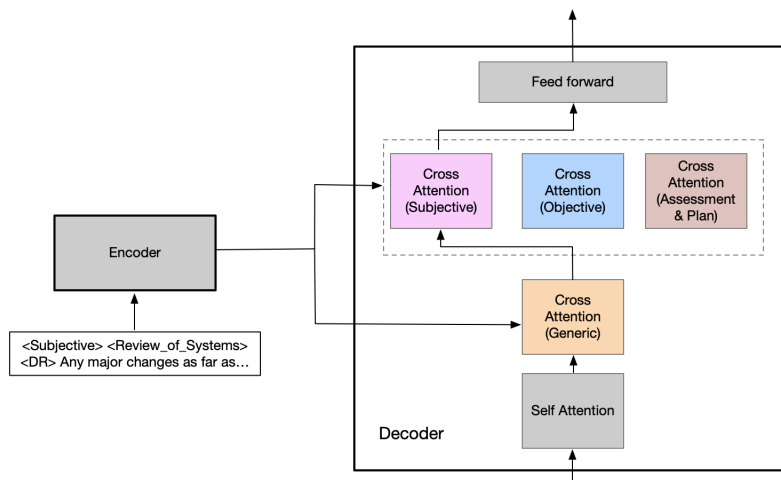 Feed forward
Cross
Attention
(Subjective)
Cross
Attention
(Objective)
Cross
Attention
(Assessment
& Plan)
Encoder
Cross
Attention
(Generic)
<Subjective> <Review_of_Systems>
<DR> Any major changes as far as…
Self Attention
Decoder